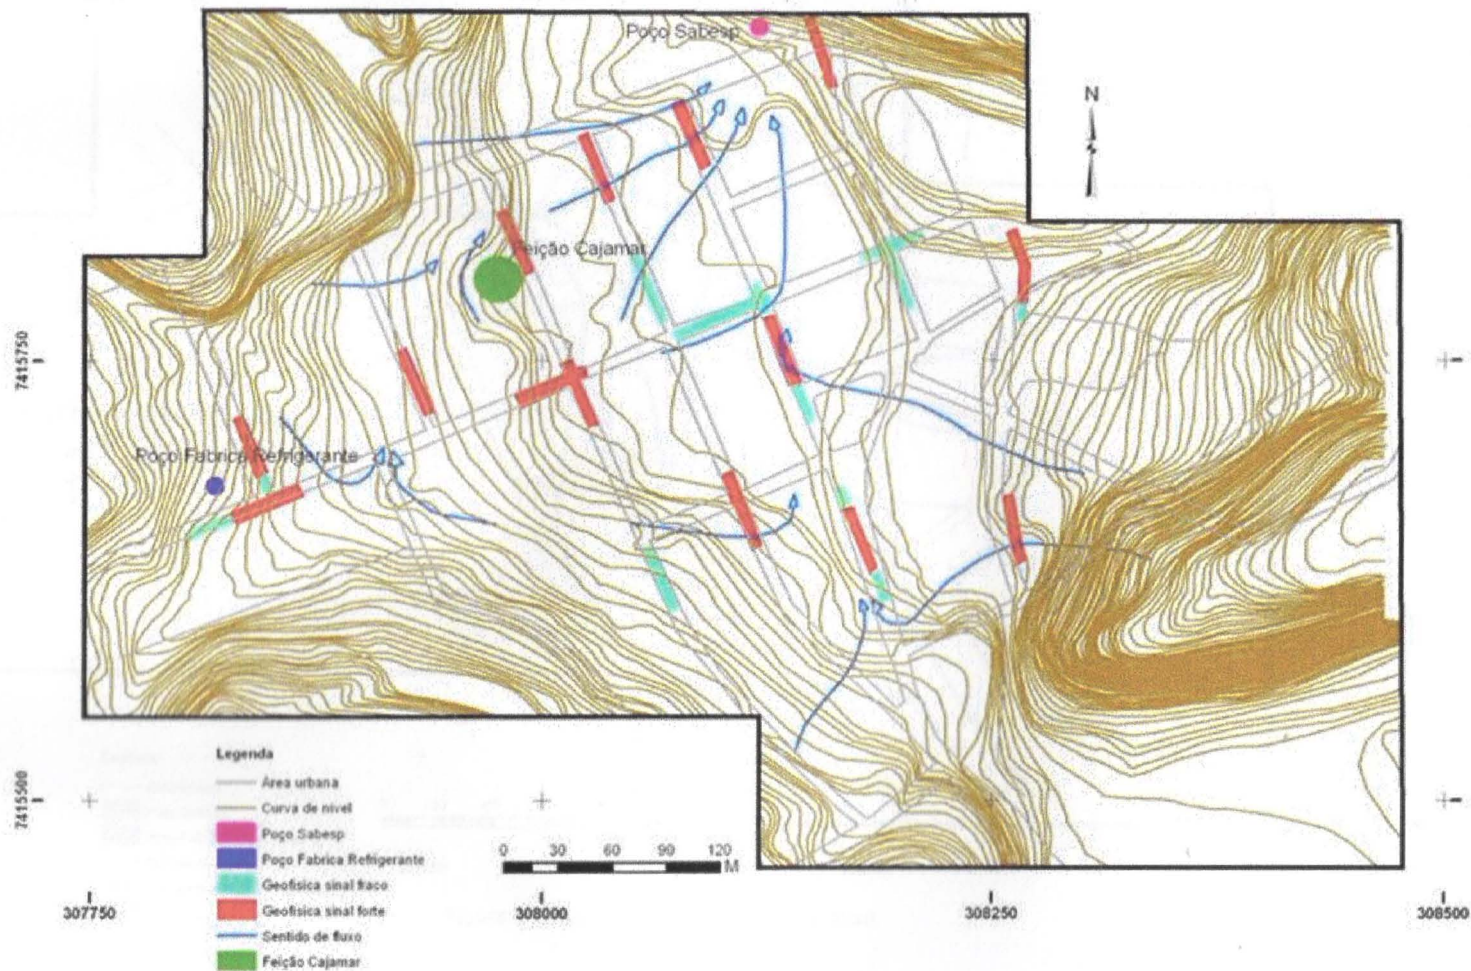 Poço Sabesp
N
Feição Cajamar
7415750
Poço Fabrica Refrigerante
7415500
Legenda
Área urbana
Curva de nível
Poço Sabesp
Poço Fabrica Refrigerante
Geofísica sinal fraco
Geofísica sinal forte
Sentido de fluxo
Feição Cajamar
0 30 60 90 120
M
307750 308000 308250 308500